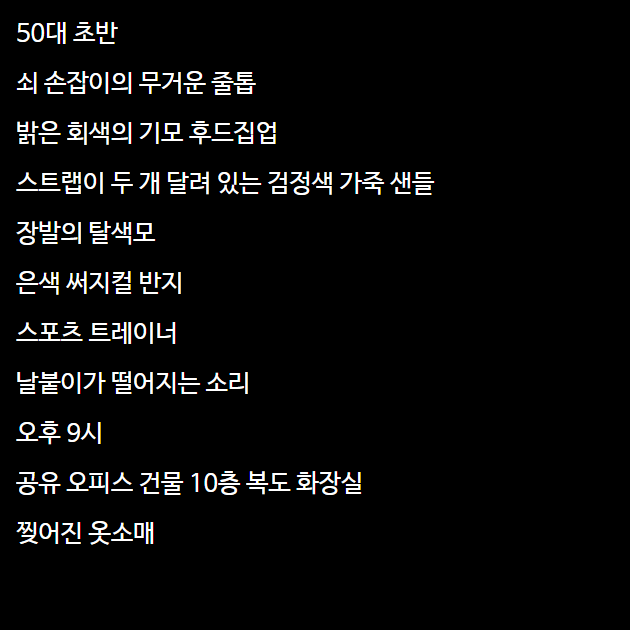 50대 초반
쇠 손잡이의 무거운 줄톱
밝은 회색의 기모 후드집업
스트랩이 두 개 달려 있는 검정색 가죽 샌들
장발의 탈색모
은색 써지컬 반지
스포츠 트레이너
날붙이가 떨어지는 소리
오후 9시
공유 오피스 건물 10층 복도 화장실
찢어진 옷소매